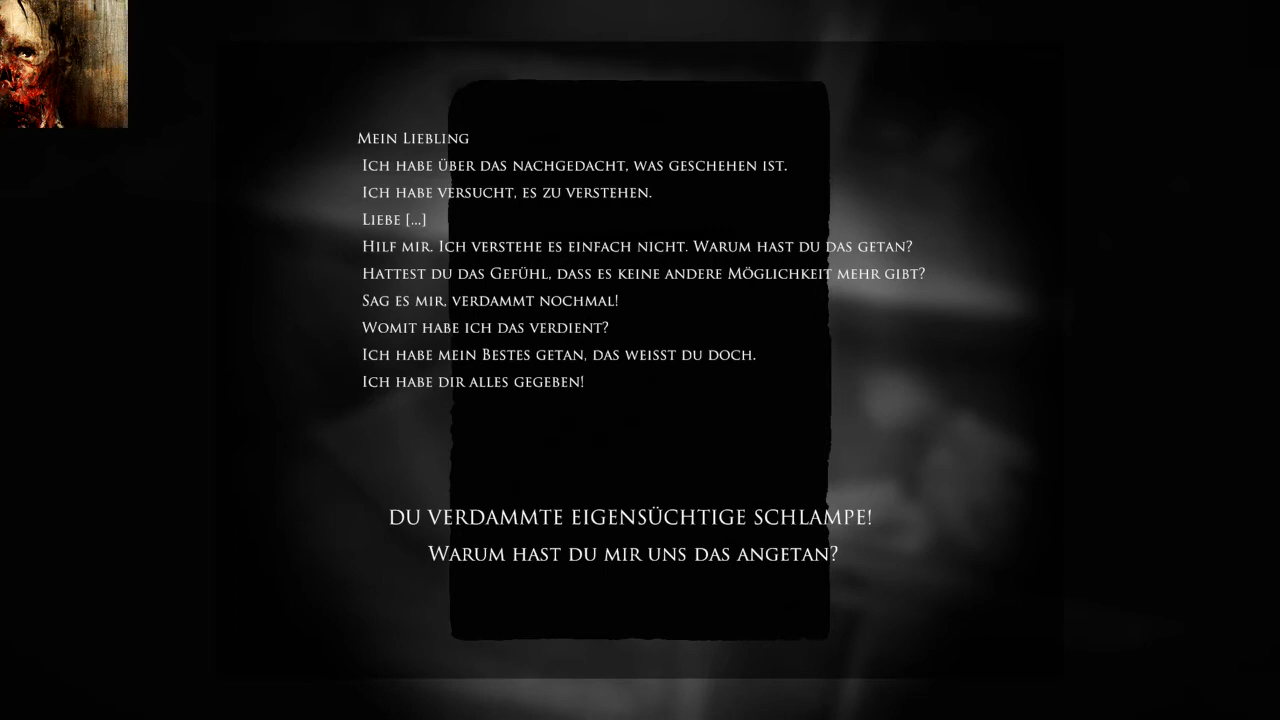 Mein Liebling
Ich habe über das nachgedacht, was geschehen ist.
Ich habe versucht, es zu verstehen.
Liebe [...]
Hilf mir. Ich verstehe es einfach nicht. Warum hast du das getan?
Hattest du das Gefühl, dass es keine andere Möglichkeit mehr gibt?
Sag es mir, verdammt nochmal!
Womit habe ich das verdient?
Ich habe mein Bestes getan, das weisst du doch.
Ich habe dir alles gegeben!
DU VERDAMMTE EIGENSÜCHTIGE SCHLAMPE!
Warum hast du mir uns das angetan?